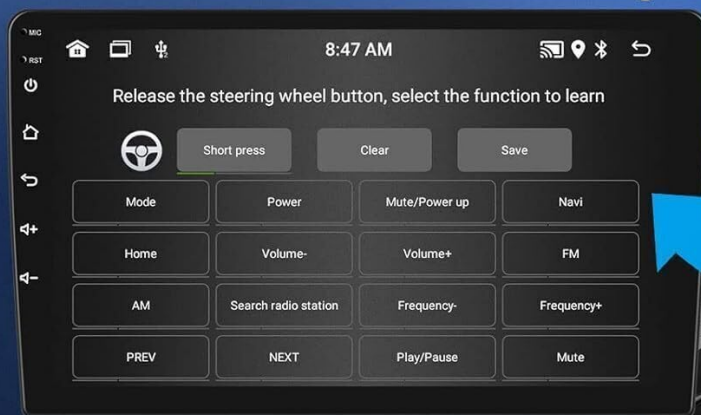 MIC
8:47 AM
RST
Release the steering wheel button, select the function to learn
Short press Clear Save
Mode Power Mute/Power up Navi
Home Volume- Volume+ FM
AM Search radio station Frequency- Frequency+
PREV NEXT Play/Pause Mute